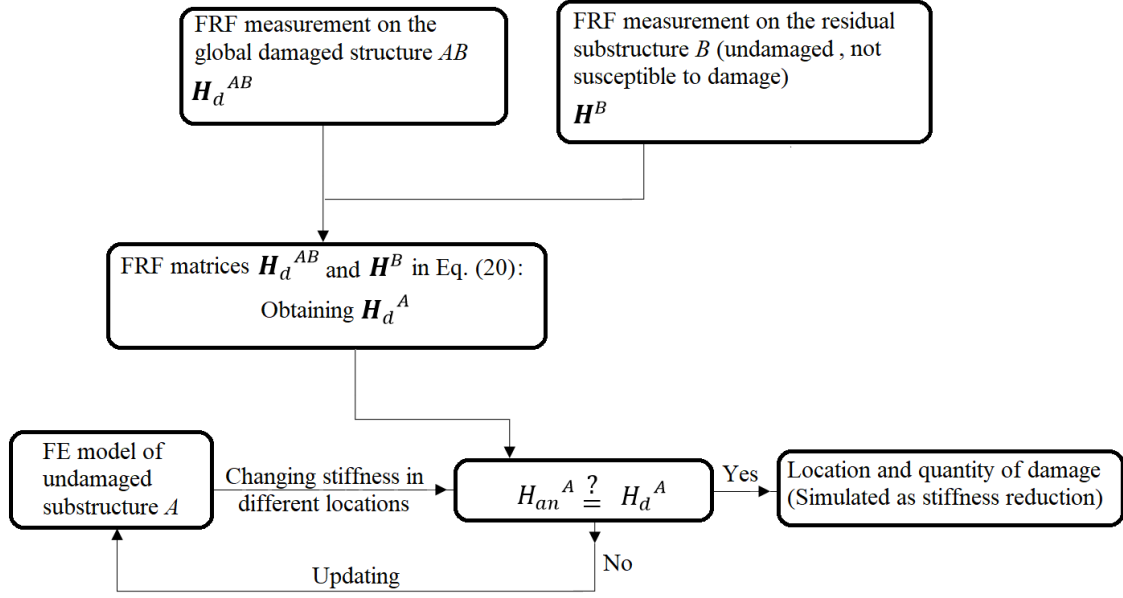 FRF measurement on the
global damaged structure AB
H_d^AB
FRF measurement on the residual
substructure B (undamaged , not
susceptible to damage)
H^B
FRF matrices H_d^AB and H^B in Eq. (20):
Obtaining H_d^A
FE model of
undamaged
substructure A
Changing stiffness in
different locations
H_an^A ≟ H_d^A
Yes
Location and quantity of damage
(Simulated as stiffness reduction)
No
Updating